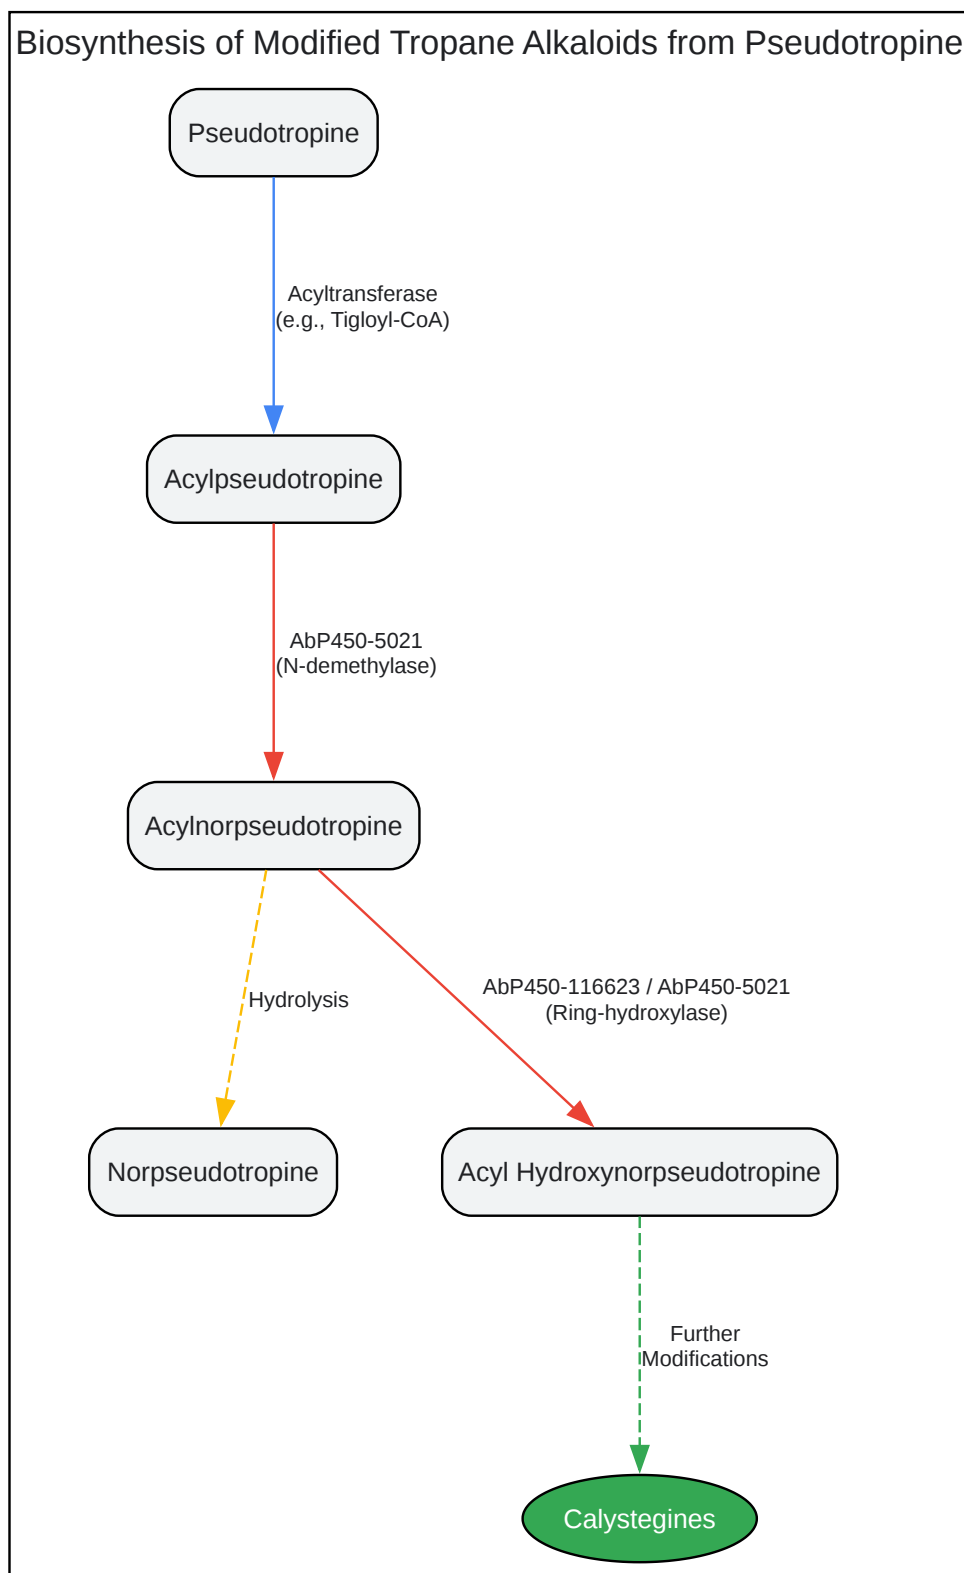 Biosynthesis of Modified Tropane Alkaloids from Pseudotropine
Pseudotropine
Acyltransferase
(e.g., Tigloyl-CoA)
Acylpseudotropine
AbP450-5021
(N-demethylase)
Acylnorpseudotropine
Hydrolysis
AbP450-116623 / AbP450-5021
(Ring-hydroxylase)
Norpseudotropine
Acyl Hydroxynorpseudotropine
Further
Modifications
Calystegines